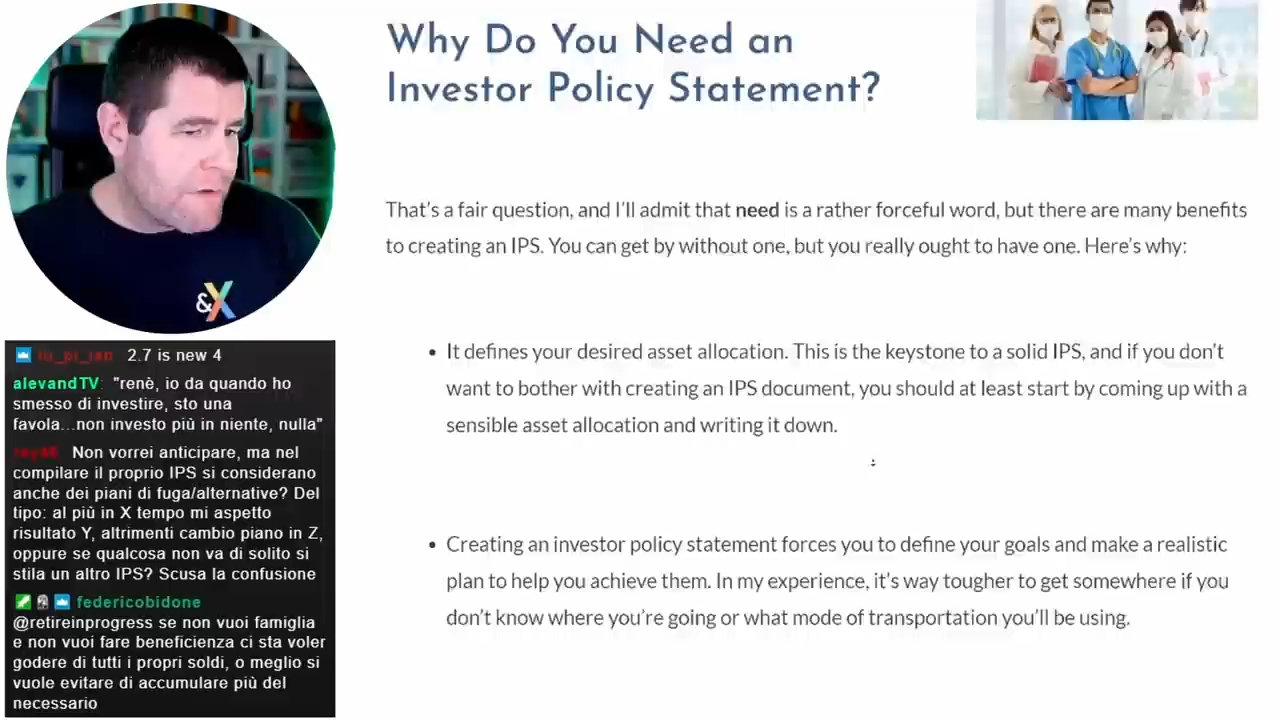 Why Do You Need an
Investor Policy Statement?
That's a fair question, and I'll admit that need is a rather forceful word, but there are many benefits
to creating an IPS. You can get by without one, but you really ought to have one. Here's why:
• It defines your desired asset allocation. This is the keystone to a solid IPS, and if you don't
want to bother with creating an IPS document, you should at least start by coming up with a
sensible asset allocation and writing it down.
• Creating an investor policy statement forces you to define your goals and make a realistic
plan to help you achieve them. In my experience, it's way tougher to get somewhere if you
don't know where you're going or what mode of transportation you'll be using.
&X
2.7 is new 4
alevandTV: "renè, io da quando ho
smesso di investire, sto una
favola...non investo più in niente, nulla"
Non vorrei anticipare, ma nel
compilare il proprio IPS si considerano
anche dei piani di fuga/alternative? Del
tipo: al più in X tempo mi aspetto
risultato Y, altrimenti cambio piano in Z,
oppure se qualcosa non va di solito si
stila un altro IPS? Scusa la confusione
federicobidone
@retireinprogress se non vuoi famiglia
e non vuoi fare beneficienza ci sta voler
godere di tutti i propri soldi, o meglio si
vuole evitare di accumulare più del
necessario